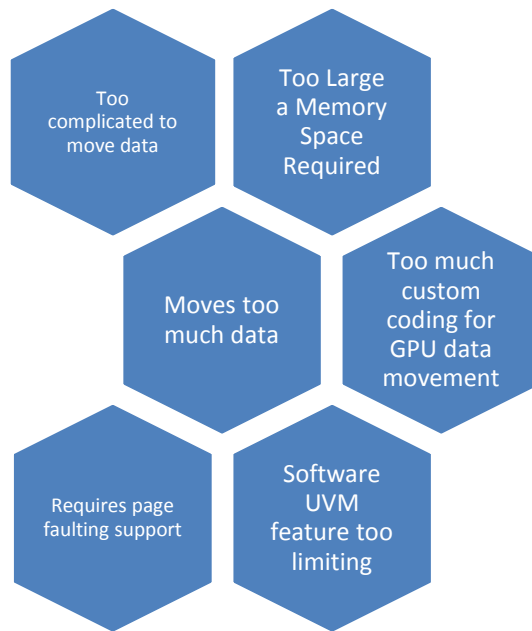 Too
complicated to
move data
Too Large
a Memory
Space
Required
Moves too
much data
Too much
custom
coding for
GPU data
movement
Requires page
faulting support
Software
UVM
feature too
limiting